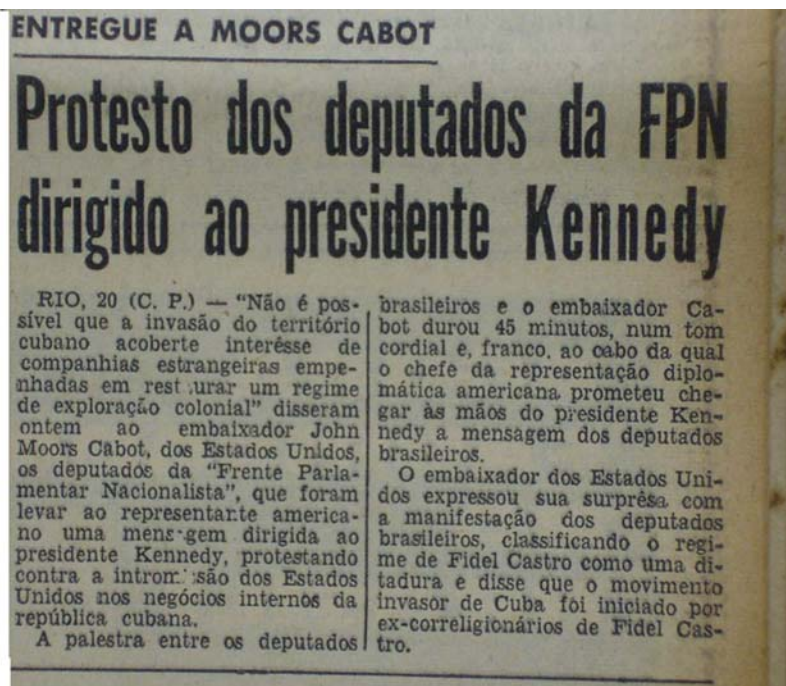 ENTREGUE A MOORS CABOT
Protesto dos deputados da FPN
dirigido ao presidente Kennedy
RIO, 20 (C. P.) — "Não é pos-
sível que a invasão do território
cubano acoberte interêsse de
companhias estrangeiras empe-
nhadas em restaurar um regime
de exploração colonial" disseram
ontem ao embaixador John
Moors Cabot, dos Estados Unidos,
os deputados da "Frente Parla-
mentar Nacionalista", que foram
levar ao representante america-
no uma mensagem dirigida ao
presidente Kennedy, protestando
contra a intromissão dos Estados
Unidos nos negócios internos da
república cubana.
A palestra entre os deputados
brasileiros e o embaixador Ca-
bot durou 45 minutos, num tom
cordial e, franco, ao cabo da qual
o chefe da representação diplo-
mática americana prometeu che-
gar às mãos do presidente Ken-
nedy a mensagem dos deputados
brasileiros.
O embaixador dos Estados Uni-
dos expressou sua surprêsa com
a manifestação dos deputados
brasileiros, classificando o regi-
me de Fidel Castro como uma di-
tadura e disse que o movimento
invasor de Cuba foi iniciado por
ex-correligionários de Fidel Cas-
tro.